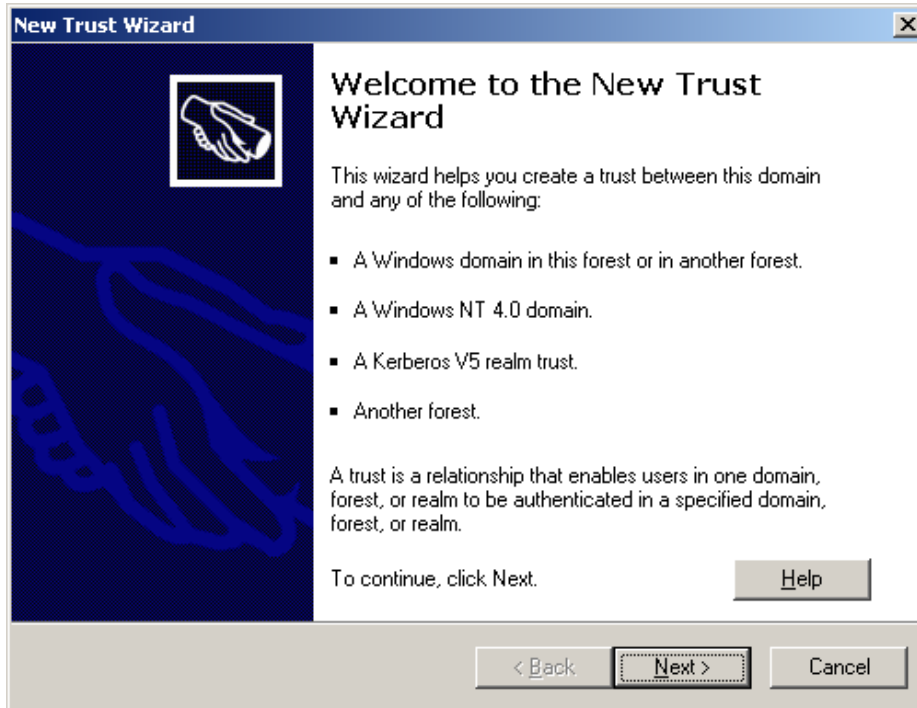 New Trust Wizard
Welcome to the New Trust
Wizard
This wizard helps you create a trust between this domain
and any of the following:
▪ A Windows domain in this forest or in another forest.
▪ A Windows NT 4.0 domain.
▪ A Kerberos V5 realm trust.
▪ Another forest.
A trust is a relationship that enables users in one domain,
forest, or realm to be authenticated in a specified domain,
forest, or realm.
To continue, click Next.
Help
< Back
Next >
Cancel